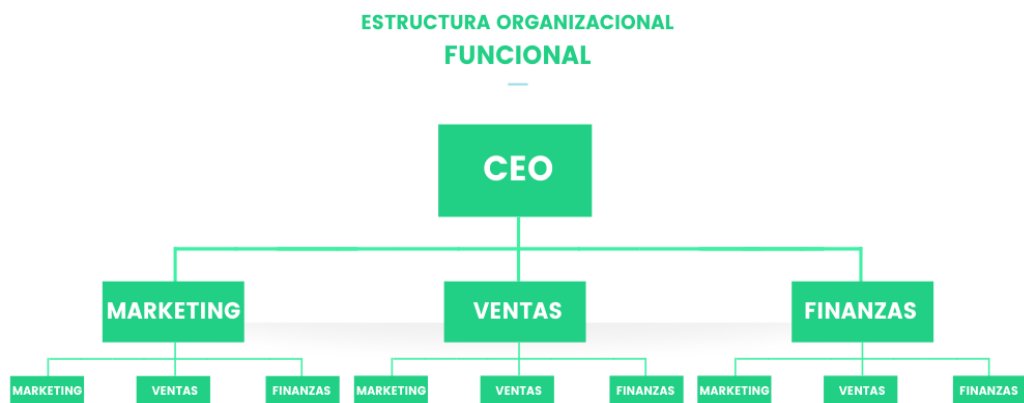 ESTRUCTURA ORGANIZACIONAL
FUNCIONAL
CEO
MARKETING
VENTAS
FINANZAS
MARKETING
VENTAS
FINANZAS
MARKETING
VENTAS
FINANZAS
MARKETING
VENTAS
FINANZAS